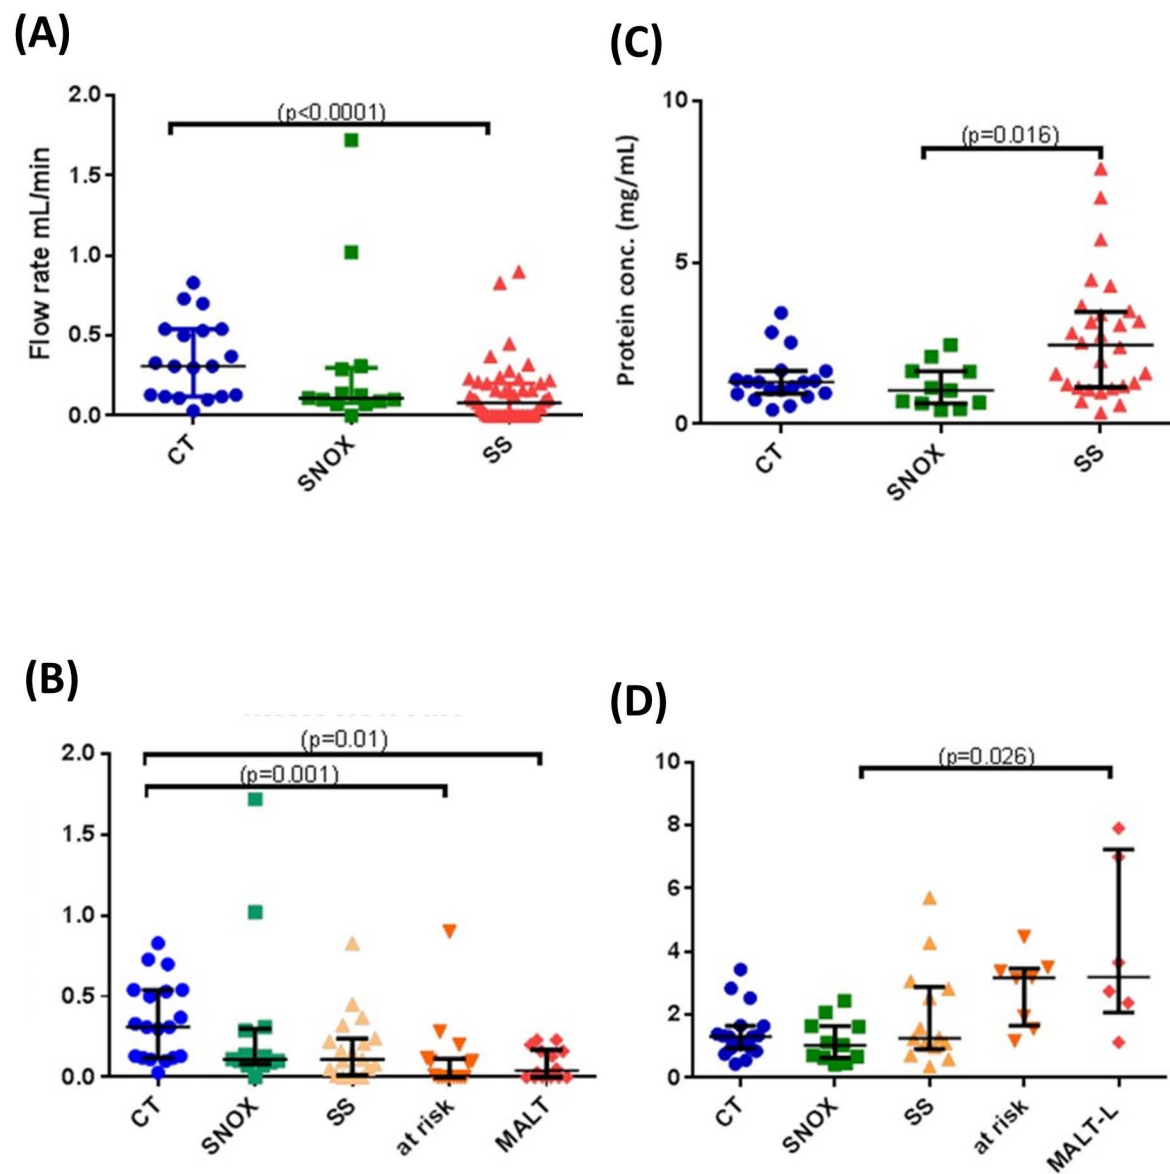 (A)
Flow rate mL/min
2.0
1.5
1.0
0.5
0.0
(p<0.0001)
CT
SNOX
SS
(C)
Protein conc. (mg/mL)
10
5
0
(p=0.016)
CT
SNOX
SS
(B)
2.0
1.5
1.0
0.5
0.0
(p=0.01)
(p=0.001)
CT
SNOX
SS
at risk
MALT
(D)
10
8
6
4
2
0
(p=0.026)
CT
SNOX
SS
at risk
MALT-L